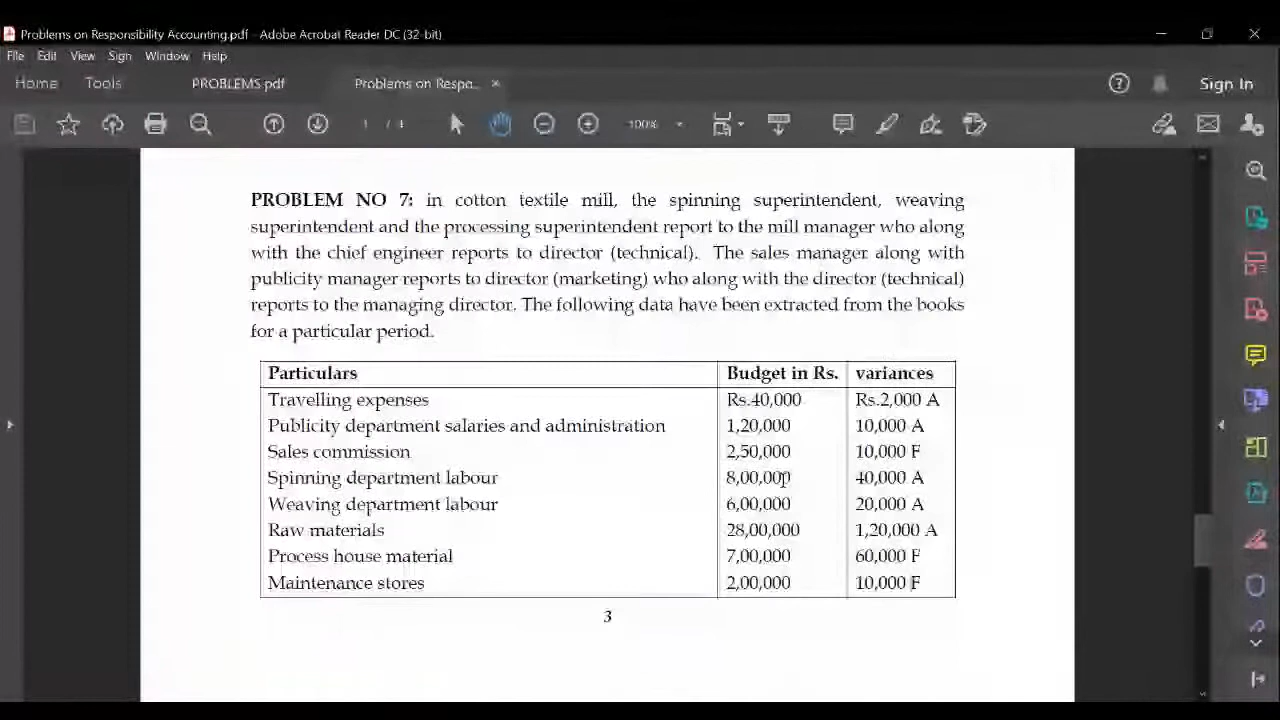 Problems on Responsibility Accounting.pdf - Adobe Acrobat Reader DC (32-bit)
File Edit View Sign Window Help
Home Tools PROBLEMS.pdf Problems on Respo... × Sign In
1 / 4 100%
PROBLEM NO 7: in cotton textile mill, the spinning superintendent, weaving
superintendent and the processing superintendent report to the mill manager who along
with the chief engineer reports to director (technical). The sales manager along with
publicity manager reports to director (marketing) who along with the director (technical)
reports to the managing director. The following data have been extracted from the books
for a particular period.
Particulars Budget in Rs. variances
Travelling expenses Rs.40,000 Rs.2,000 A
Publicity department salaries and administration 1,20,000 10,000 A
Sales commission 2,50,000 10,000 F
Spinning department labour 8,00,000 40,000 A
Weaving department labour 6,00,000 20,000 A
Raw materials 28,00,000 1,20,000 A
Process house material 7,00,000 60,000 F
Maintenance stores 2,00,000 10,000 F
3